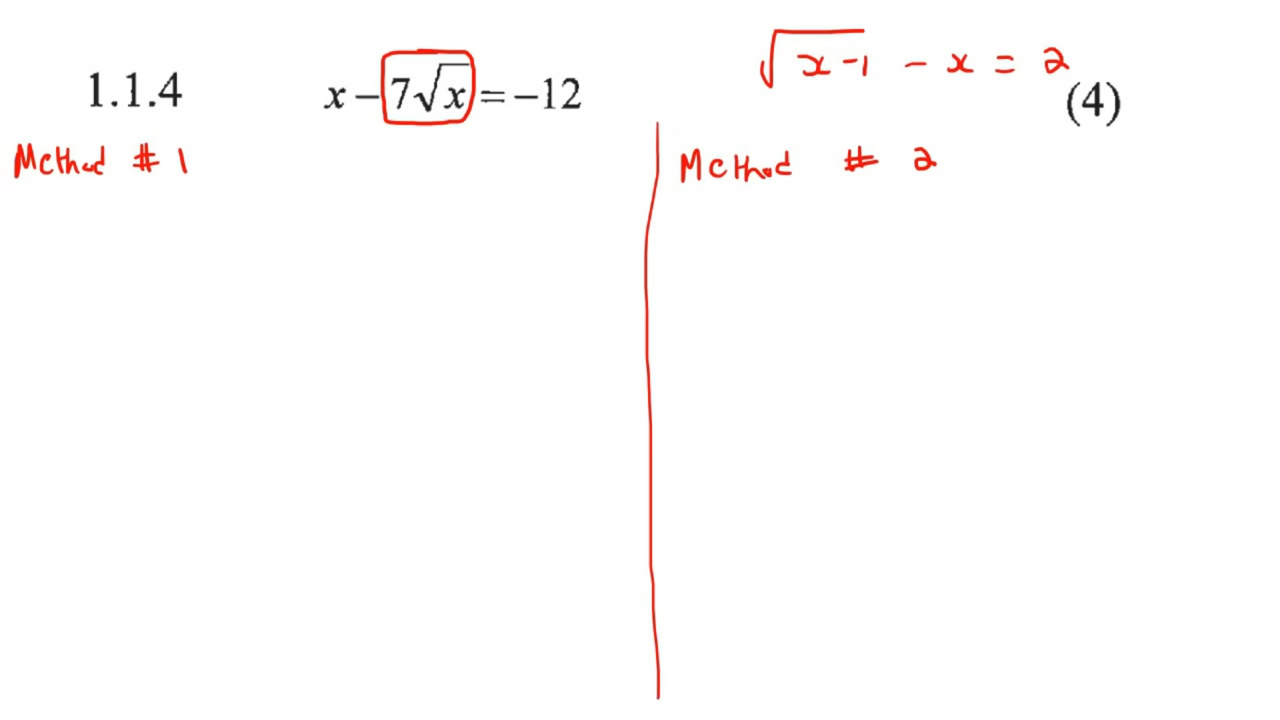 1.1.4 x − 7√x = −12
√(x-1) - x = 2
(4)
Method # 1
Method # 2